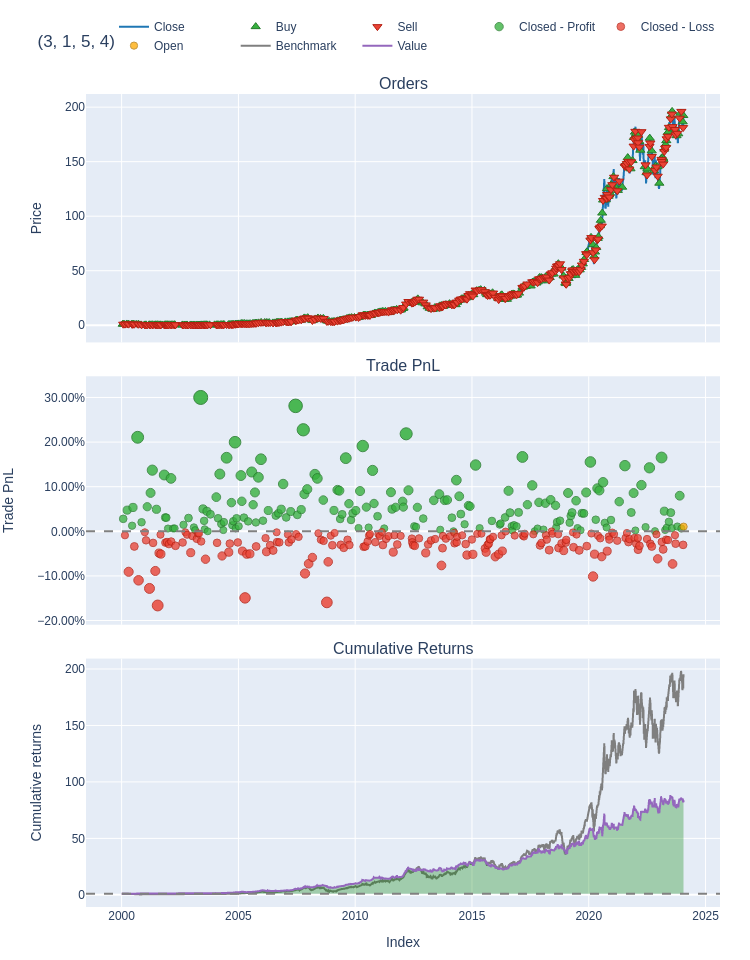 (3, 1, 5, 4)
Close Buy Sell Closed - Profit Closed - Loss
Open Benchmark Value
Orders
200
150
100
50
0
Price
Trade PnL
30.00%
20.00%
10.00%
0.00%
−10.00%
−20.00%
Trade PnL
Cumulative Returns
200
150
100
50
0
Cumulative returns
2000 2005 2010 2015 2020 2025
Index